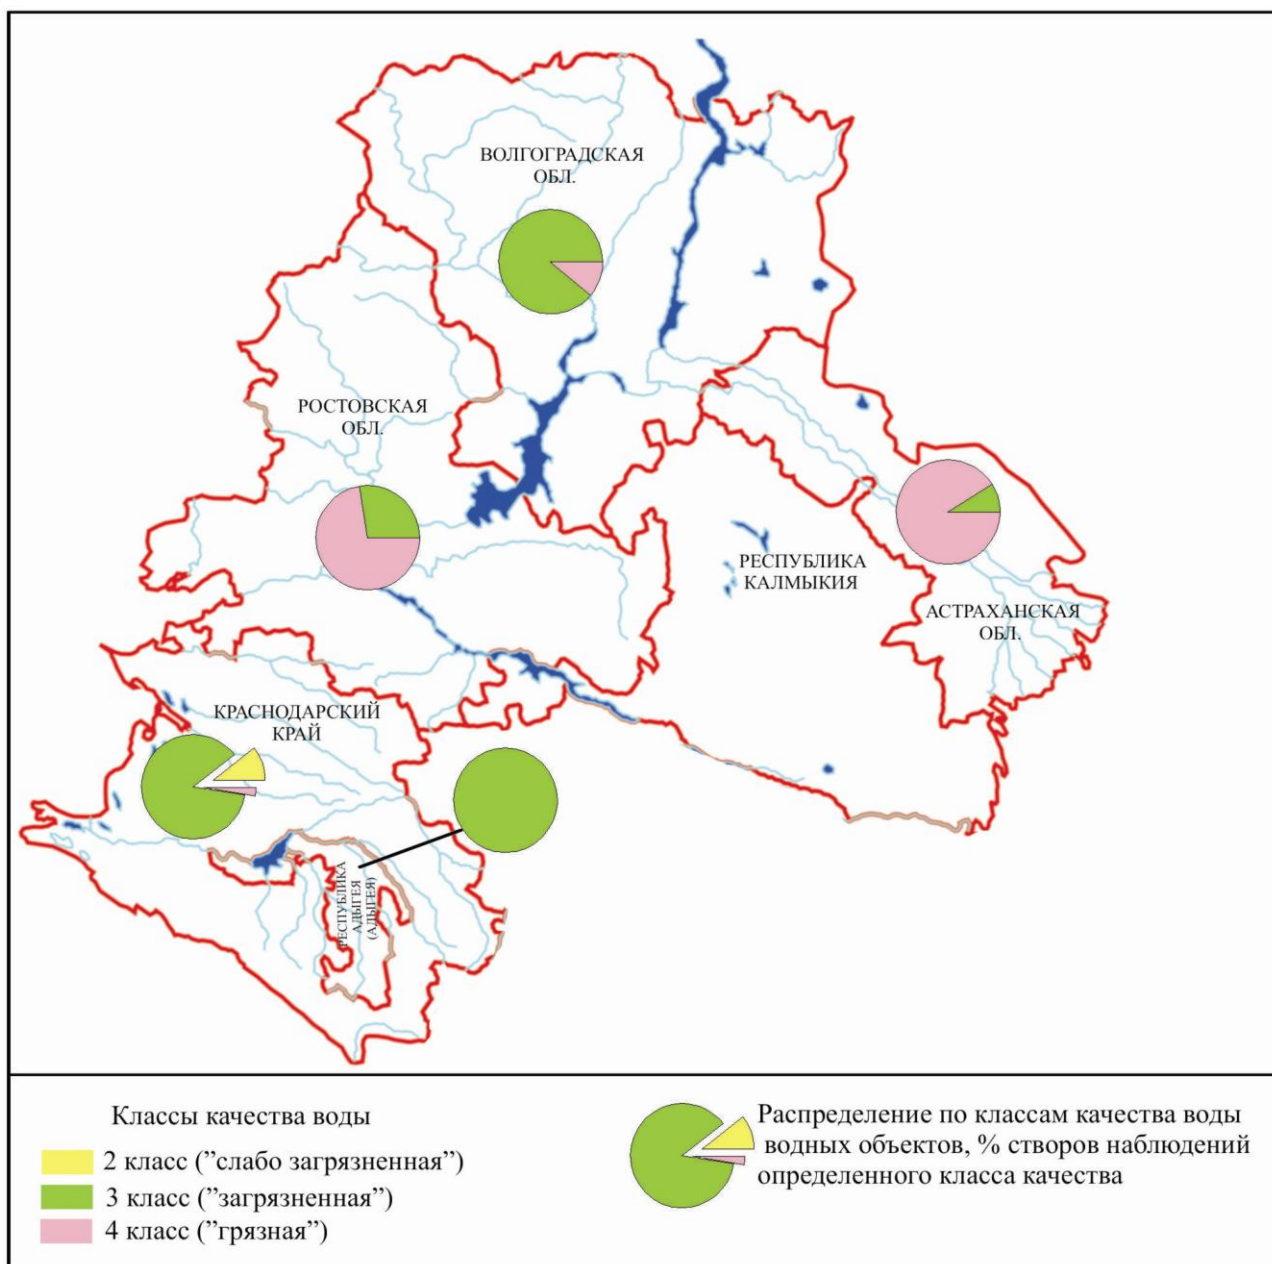 ВОЛГОГРАДСКАЯ
ОБЛ.
РОСТОВСКАЯ
ОБЛ.
РЕСПУБЛИКА
КАЛМЫКИЯ
АСТРАХАНСКАЯ
ОБЛ.
КРАСНОДАРСКИЙ
КРАЙ
РЕСПУБЛИКА
АДЫГЕЯ
(АДЫГЕЯ)
Классы качества воды
2 класс (”слабо загрязненная”)
3 класс (”загрязненная”)
4 класс (”грязная”)
Распределение по классам качества воды
водных объектов, % створов наблюдений
определенного класса качества